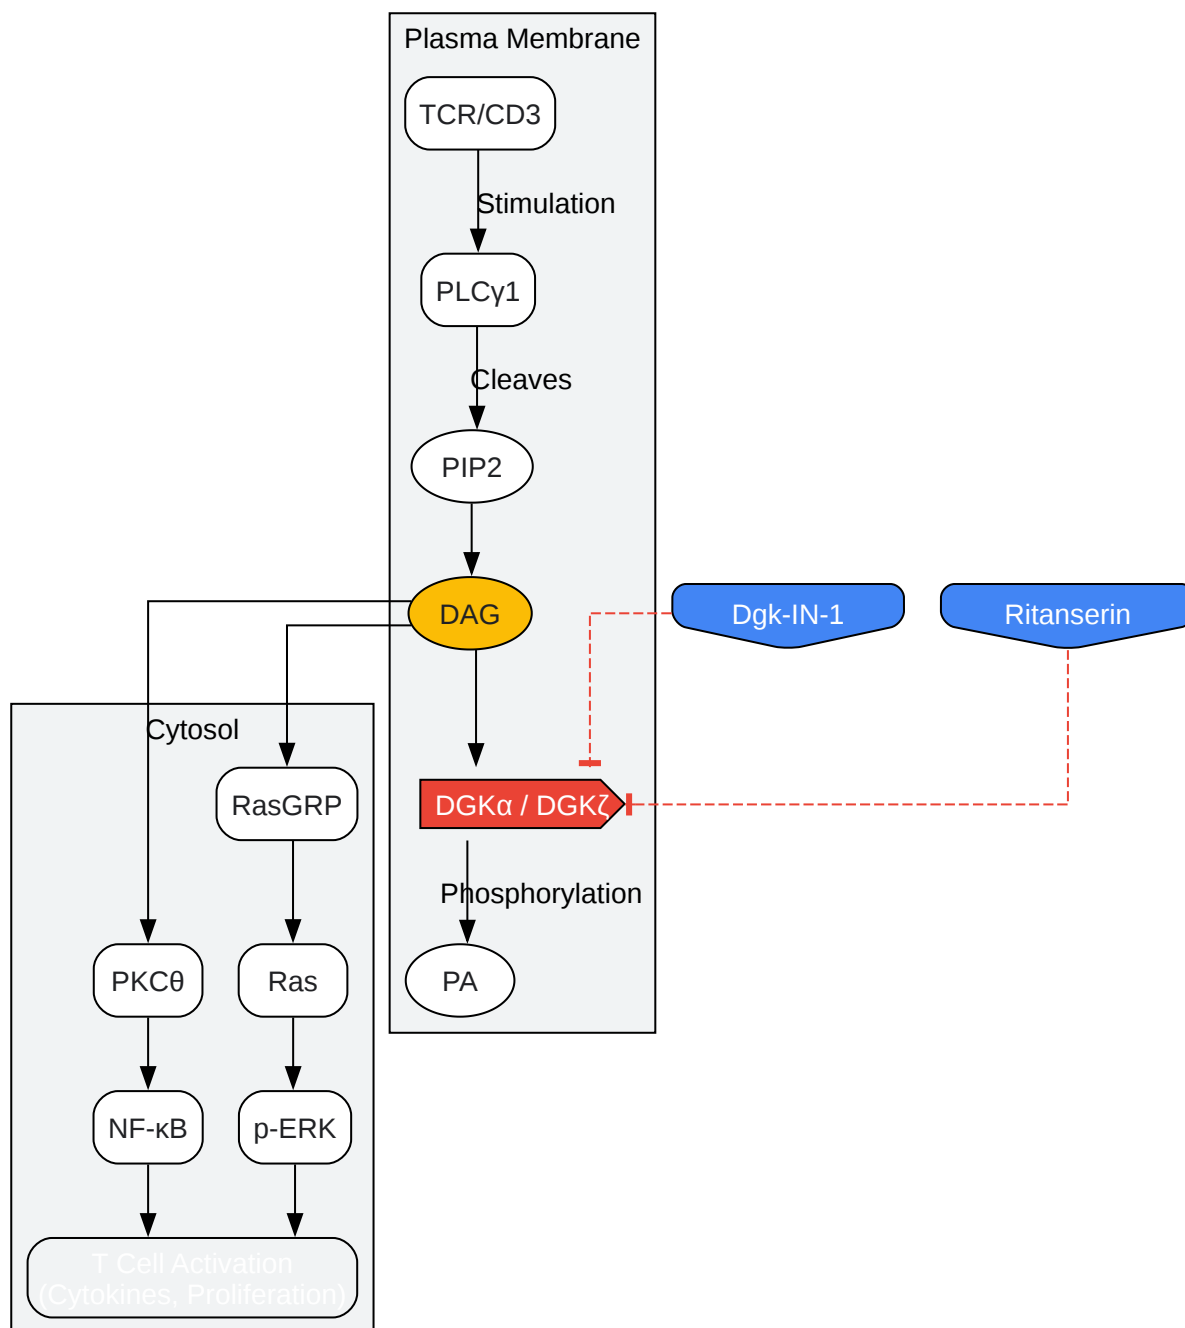 Plasma Membrane
TCR/CD3
Stimulation
PLCγ1
Cleaves
PIP2
DAG
Dgk-IN-1
Ritanserin
Cytosol
RasGRP
DGKα / DGKζ
Phosphorylation
PKCθ
Ras
PA
NF-κB
p-ERK
T Cell Activation
(Cytokines, Proliferation)